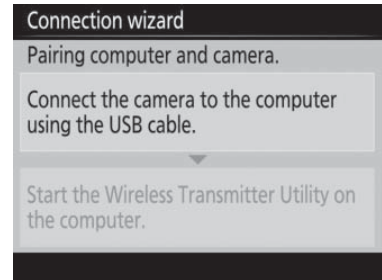 Connection wizard
Pairing computer and camera.
Connect the camera to the computer
using the USB cable.
Start the Wireless Transmitter Utility on
the computer.